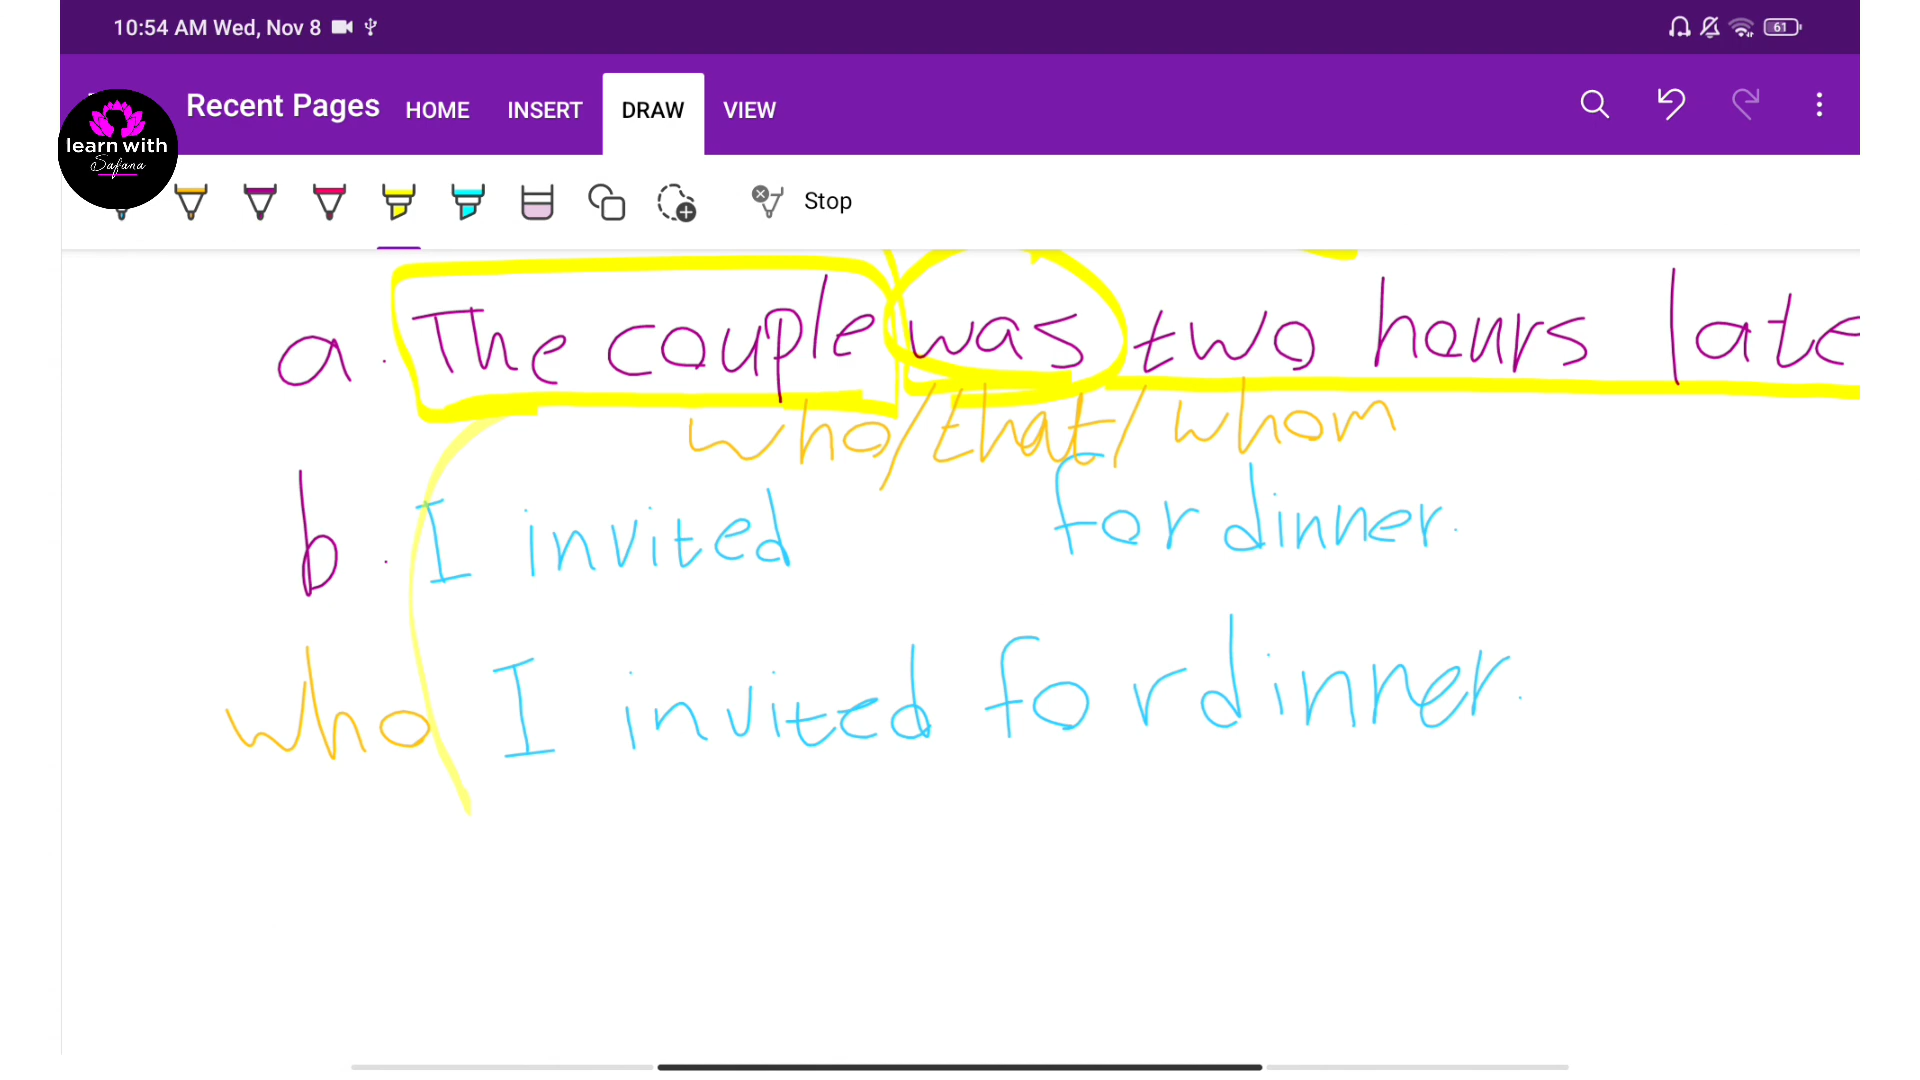 10:54 AM Wed, Nov 8
61
learn with
Safana
Recent Pages HOME INSERT DRAW VIEW
Stop
a. The couple was two hours late
who/that/whom
b. I invited for dinner.
who I invited for dinner.